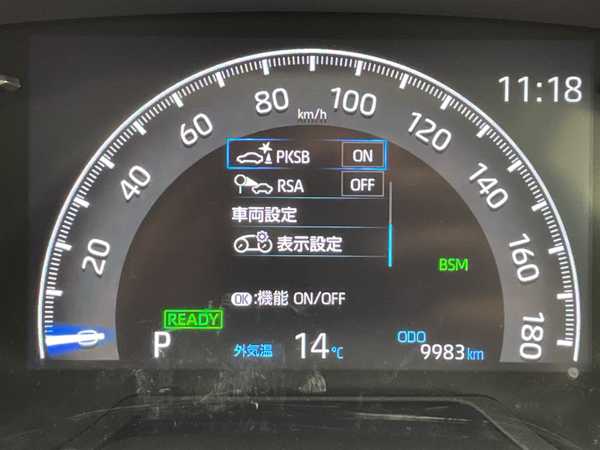 11:18
0 20 40 60 80 100 120 140 160 180
km/h
PKSB ON
RSA OFF
車両設定
表示設定
BSM
OK:機能 ON/OFF
READY
P
外気温 14℃
ODO
9983km